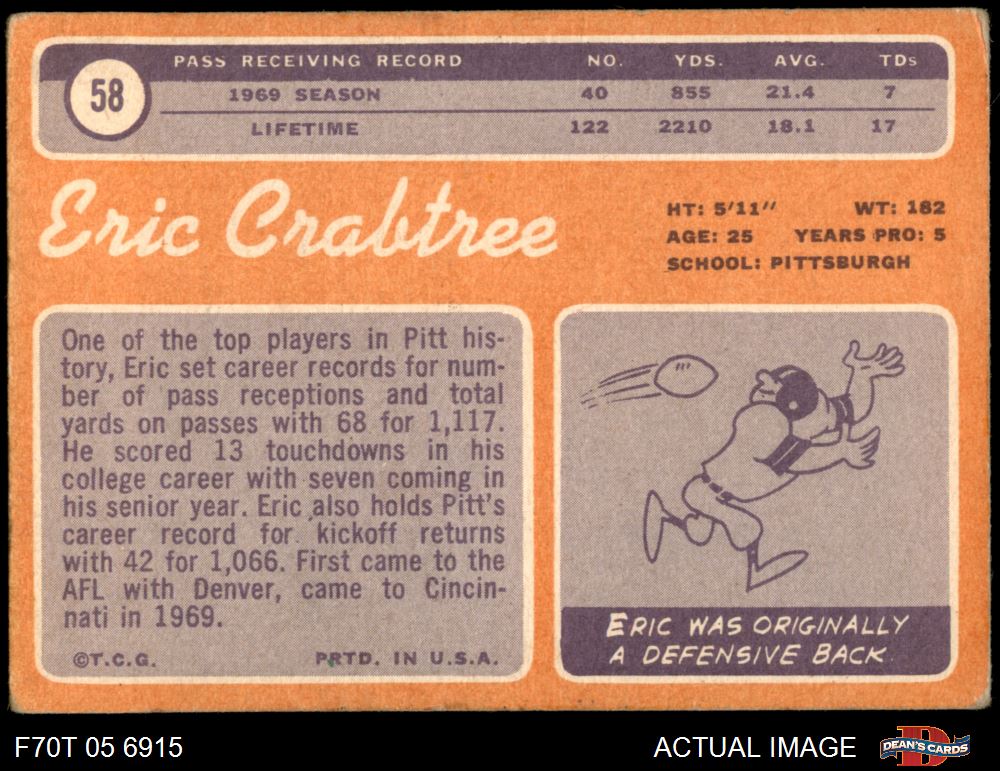 58
PASS RECEIVING RECORD NO. YDS. AVG. TDs
1969 SEASON 40 855 21.4 7
LIFETIME 122 2210 18.1 17
Eric Crabtree
HT: 5'11" WT: 182
AGE: 25 YEARS PRO: 5
SCHOOL: PITTSBURGH
One of the top players in Pitt his-
tory, Eric set career records for num-
ber of pass receptions and total
yards on passes with 68 for 1,117.
He scored 13 touchdowns in his
college career with seven coming in
his senior year. Eric also holds Pitt's
career record for kickoff returns
with 42 for 1,066. First came to the
AFL with Denver, came to Cincin-
nati in 1969.
©T.C.G. PRTD. IN U.S.A.
ERIC WAS ORIGINALLY
A DEFENSIVE BACK
F70T 05 6915 ACTUAL IMAGE
DEAN'S CARDS